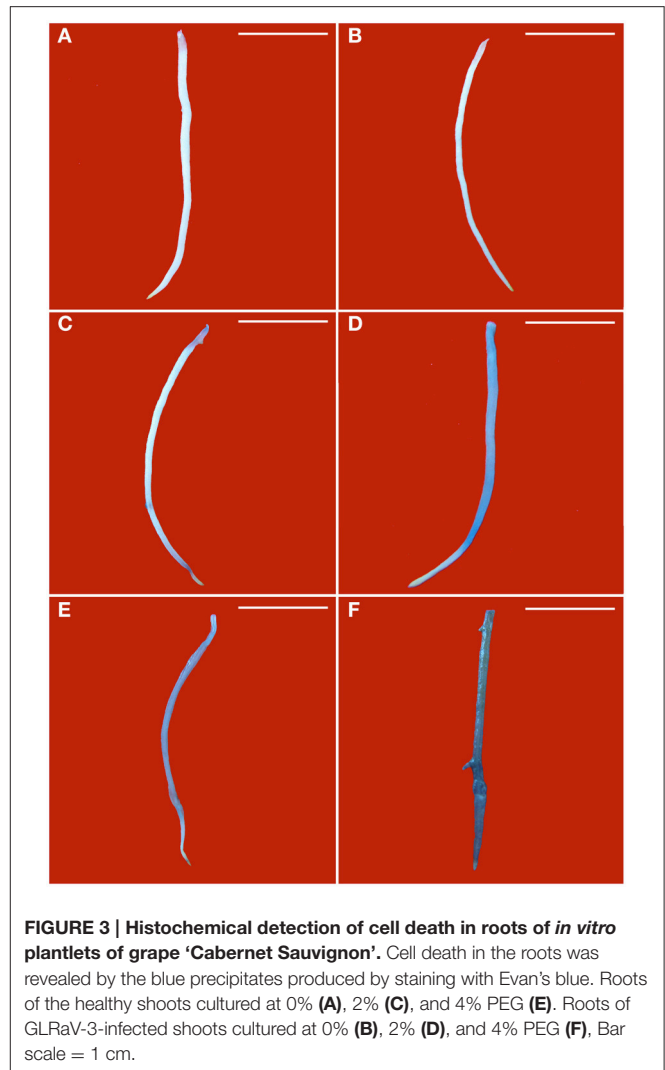 A
B
C
D
E
F
FIGURE 3 | Histochemical detection of cell death in roots of in vitro
plantlets of grape ‘Cabernet Sauvignon’. Cell death in the roots was
revealed by the blue precipitates produced by staining with Evan’s blue. Roots
of the healthy shoots cultured at 0% (A), 2% (C), and 4% PEG (E). Roots of
GLRaV-3-infected shoots cultured at 0% (B), 2% (D), and 4% PEG (F), Bar
scale = 1 cm.